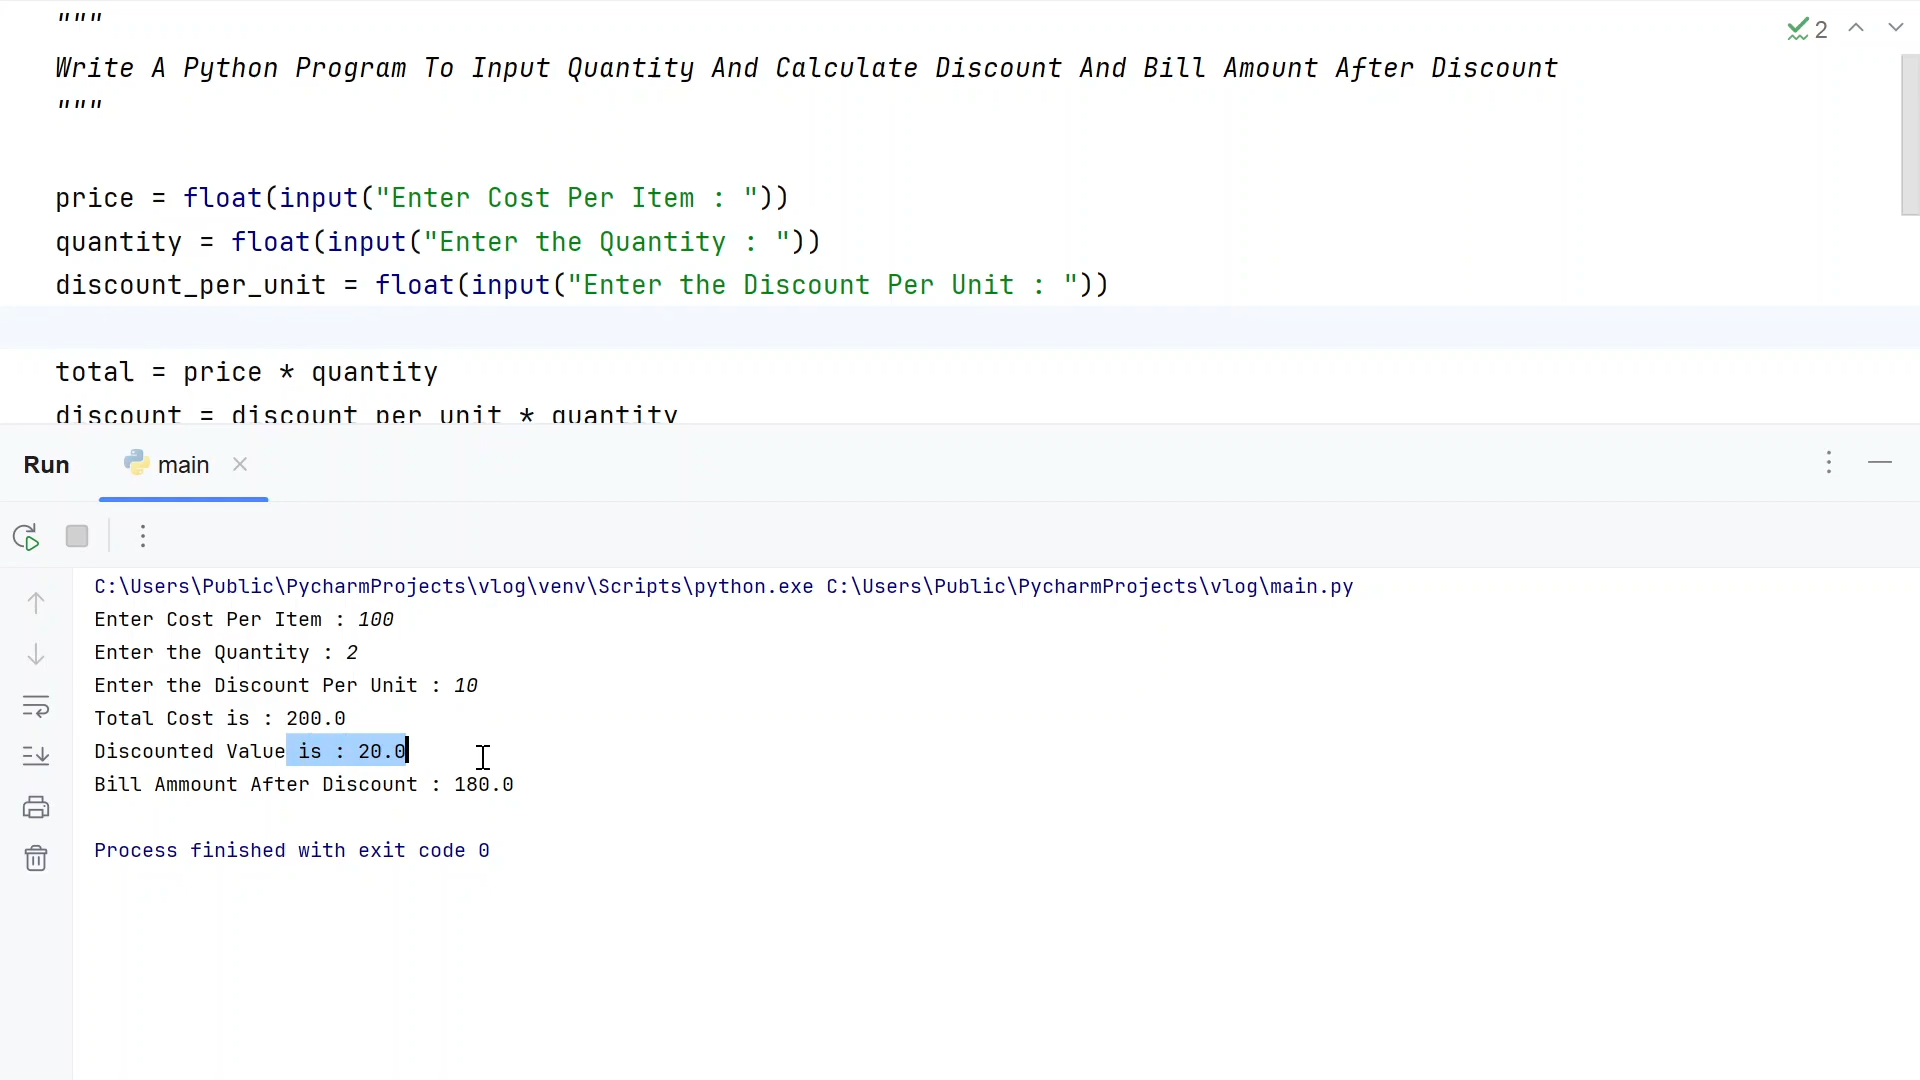 """
2
Write A Python Program To Input Quantity And Calculate Discount And Bill Amount After Discount
"""
price = float(input("Enter Cost Per Item : "))
quantity = float(input("Enter the Quantity : "))
discount_per_unit = float(input("Enter the Discount Per Unit : "))
total = price * quantity
discount = discount_per_unit * quantity
Run main
C:\Users\Public\PycharmProjects\vlog\venv\Scripts\python.exe C:\Users\Public\PycharmProjects\vlog\main.py
Enter Cost Per Item : 100
Enter the Quantity : 2
Enter the Discount Per Unit : 10
Total Cost is : 200.0
Discounted Value is : 20.0
Bill Ammount After Discount : 180.0
Process finished with exit code 0